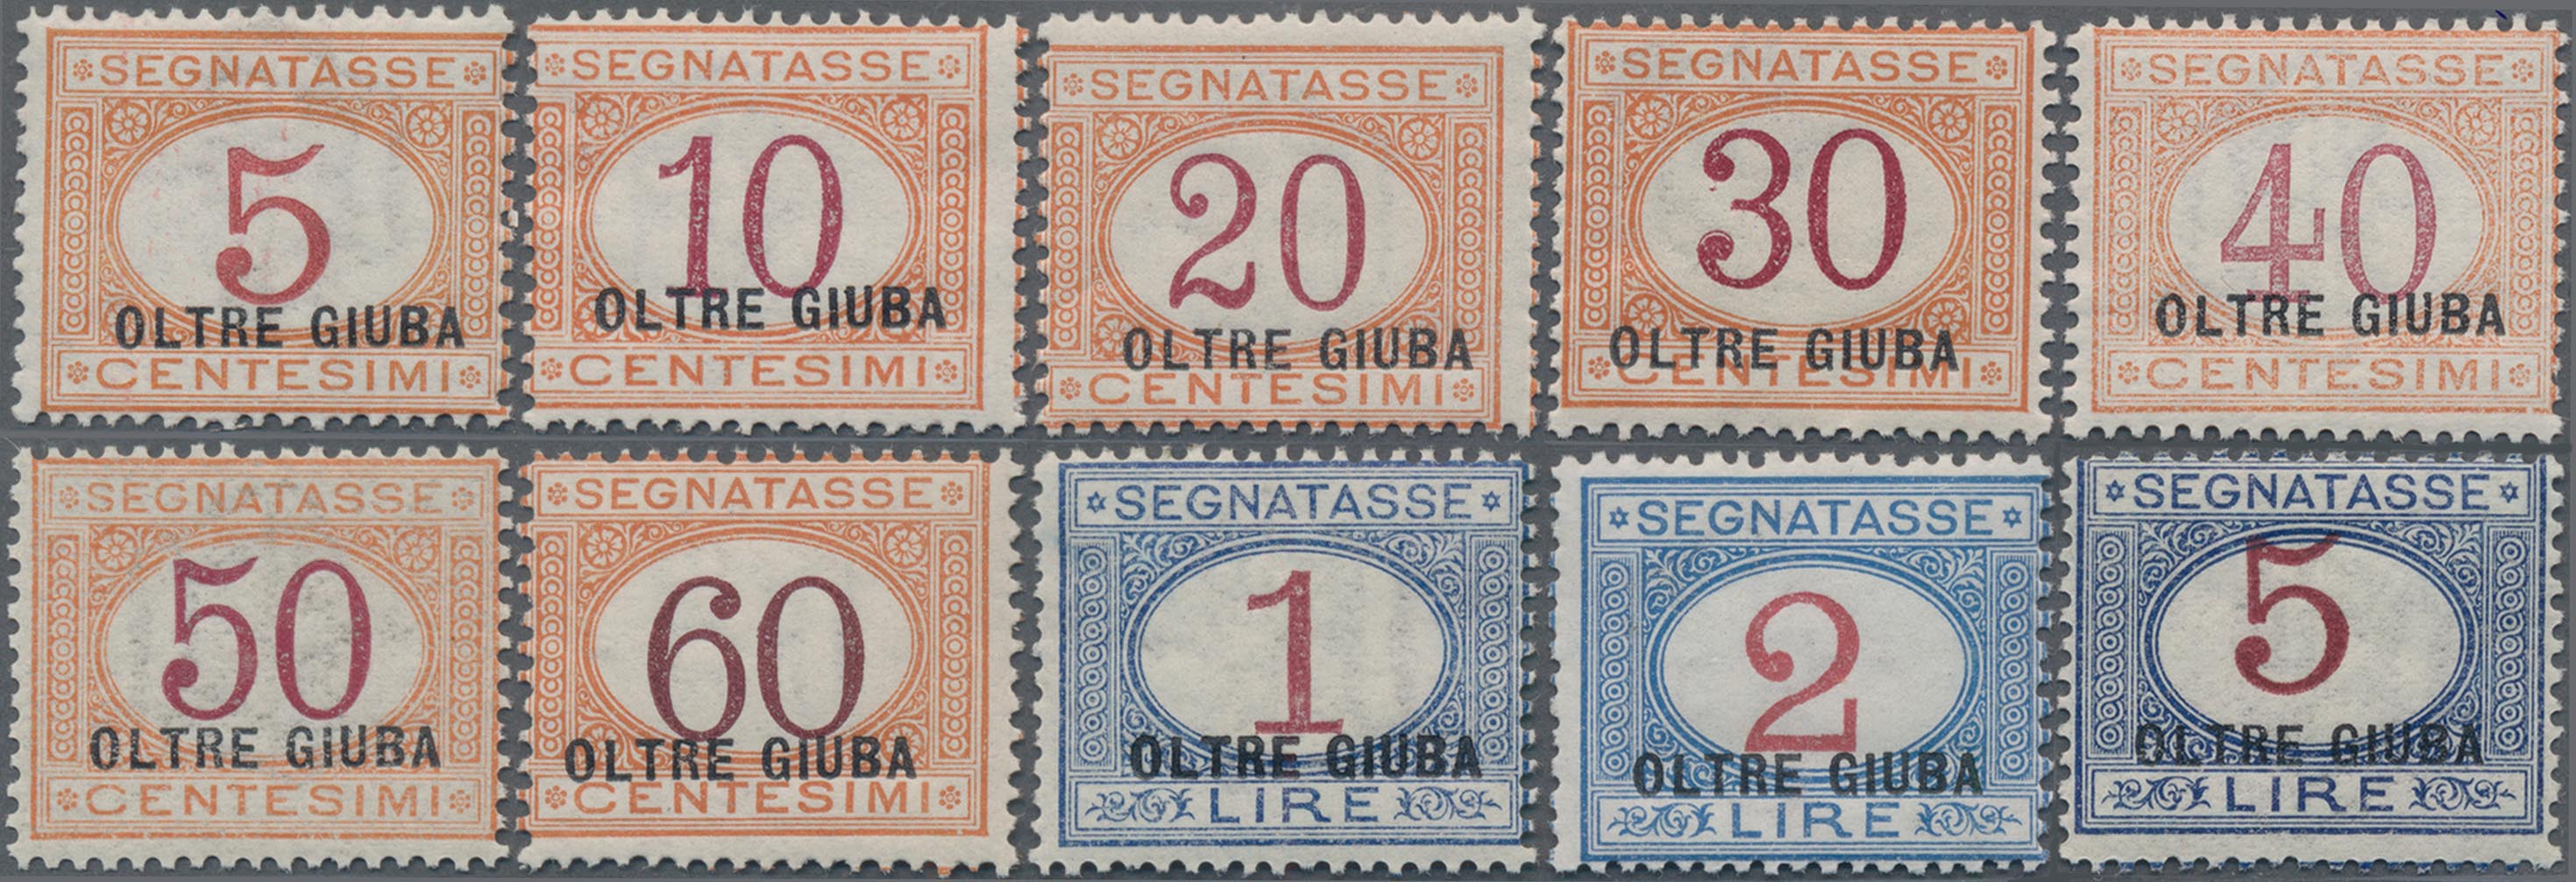 SEGNATASSE
5
OLTRE GIUBA
CENTESIMI
SEGNATASSE
10
OLTRE GIUBA
CENTESIMI
SEGNATASSE
20
OLTRE GIUBA
CENTESIMI
SEGNATASSE
30
OLTRE GIUBA
CENTESIMI
SEGNATASSE
40
OLTRE GIUBA
CENTESIMI
SEGNATASSE
50
OLTRE GIUBA
CENTESIMI
SEGNATASSE
60
OLTRE GIUBA
CENTESIMI
SEGNATASSE
1
OLTRE GIUBA
LIRE
SEGNATASSE
2
OLTRE GIUBA
LIRE
SEGNATASSE
5
OLTRE GIUBA
LIRE